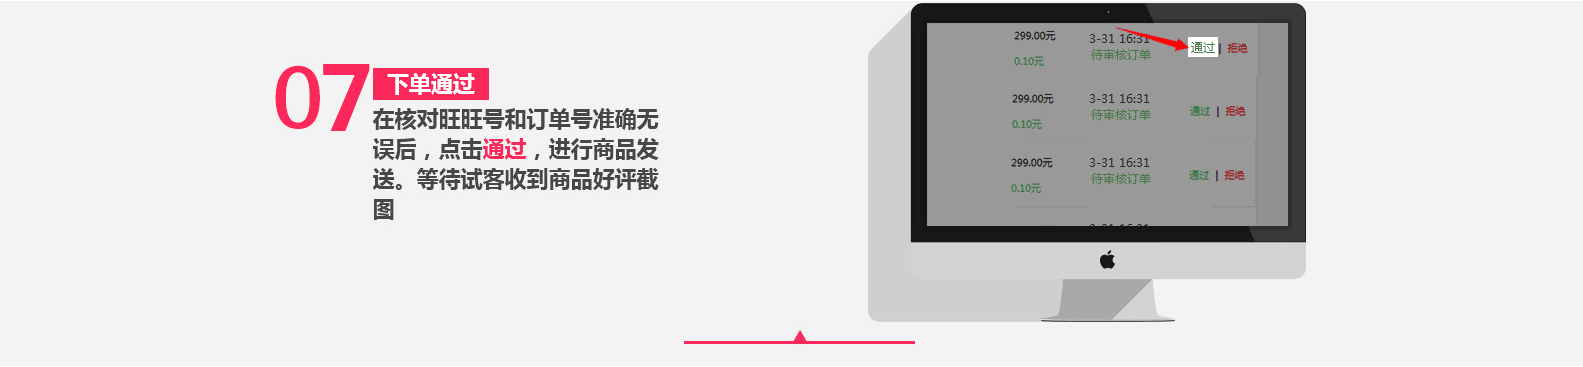 07
下单通过
在核对旺旺号和订单号准确无
误后，点击通过，进行商品发
送。等待试客收到商品好评截
图
299.00元 3-31 16:31
0.10元 待审核订单 通过 | 拒绝
299.00元 3-31 16:31
0.10元 待审核订单 通过 | 拒绝
299.00元 3-31 16:31
0.10元 待审核订单 通过 | 拒绝
3-31 16:31